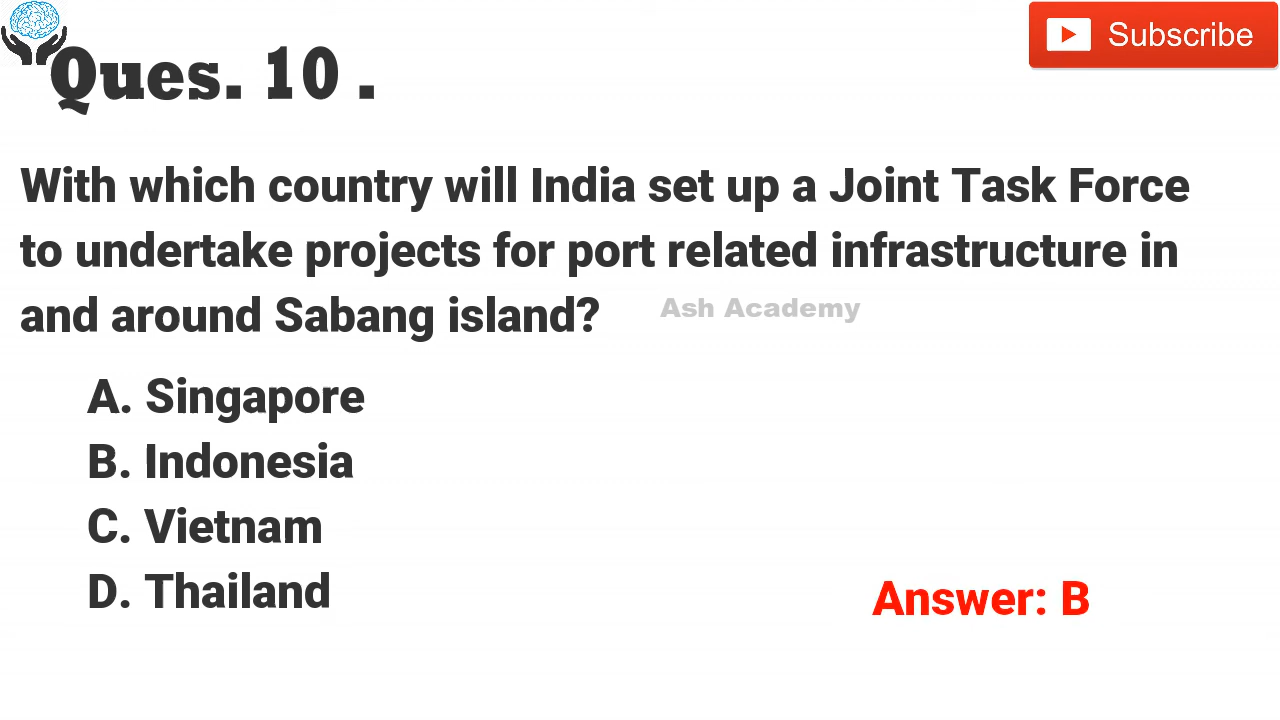 Subscribe
Ques. 10 .
With which country will India set up a Joint Task Force
to undertake projects for port related infrastructure in
and around Sabang island?
Ash Academy
A. Singapore
B. Indonesia
C. Vietnam
D. Thailand
Answer: B